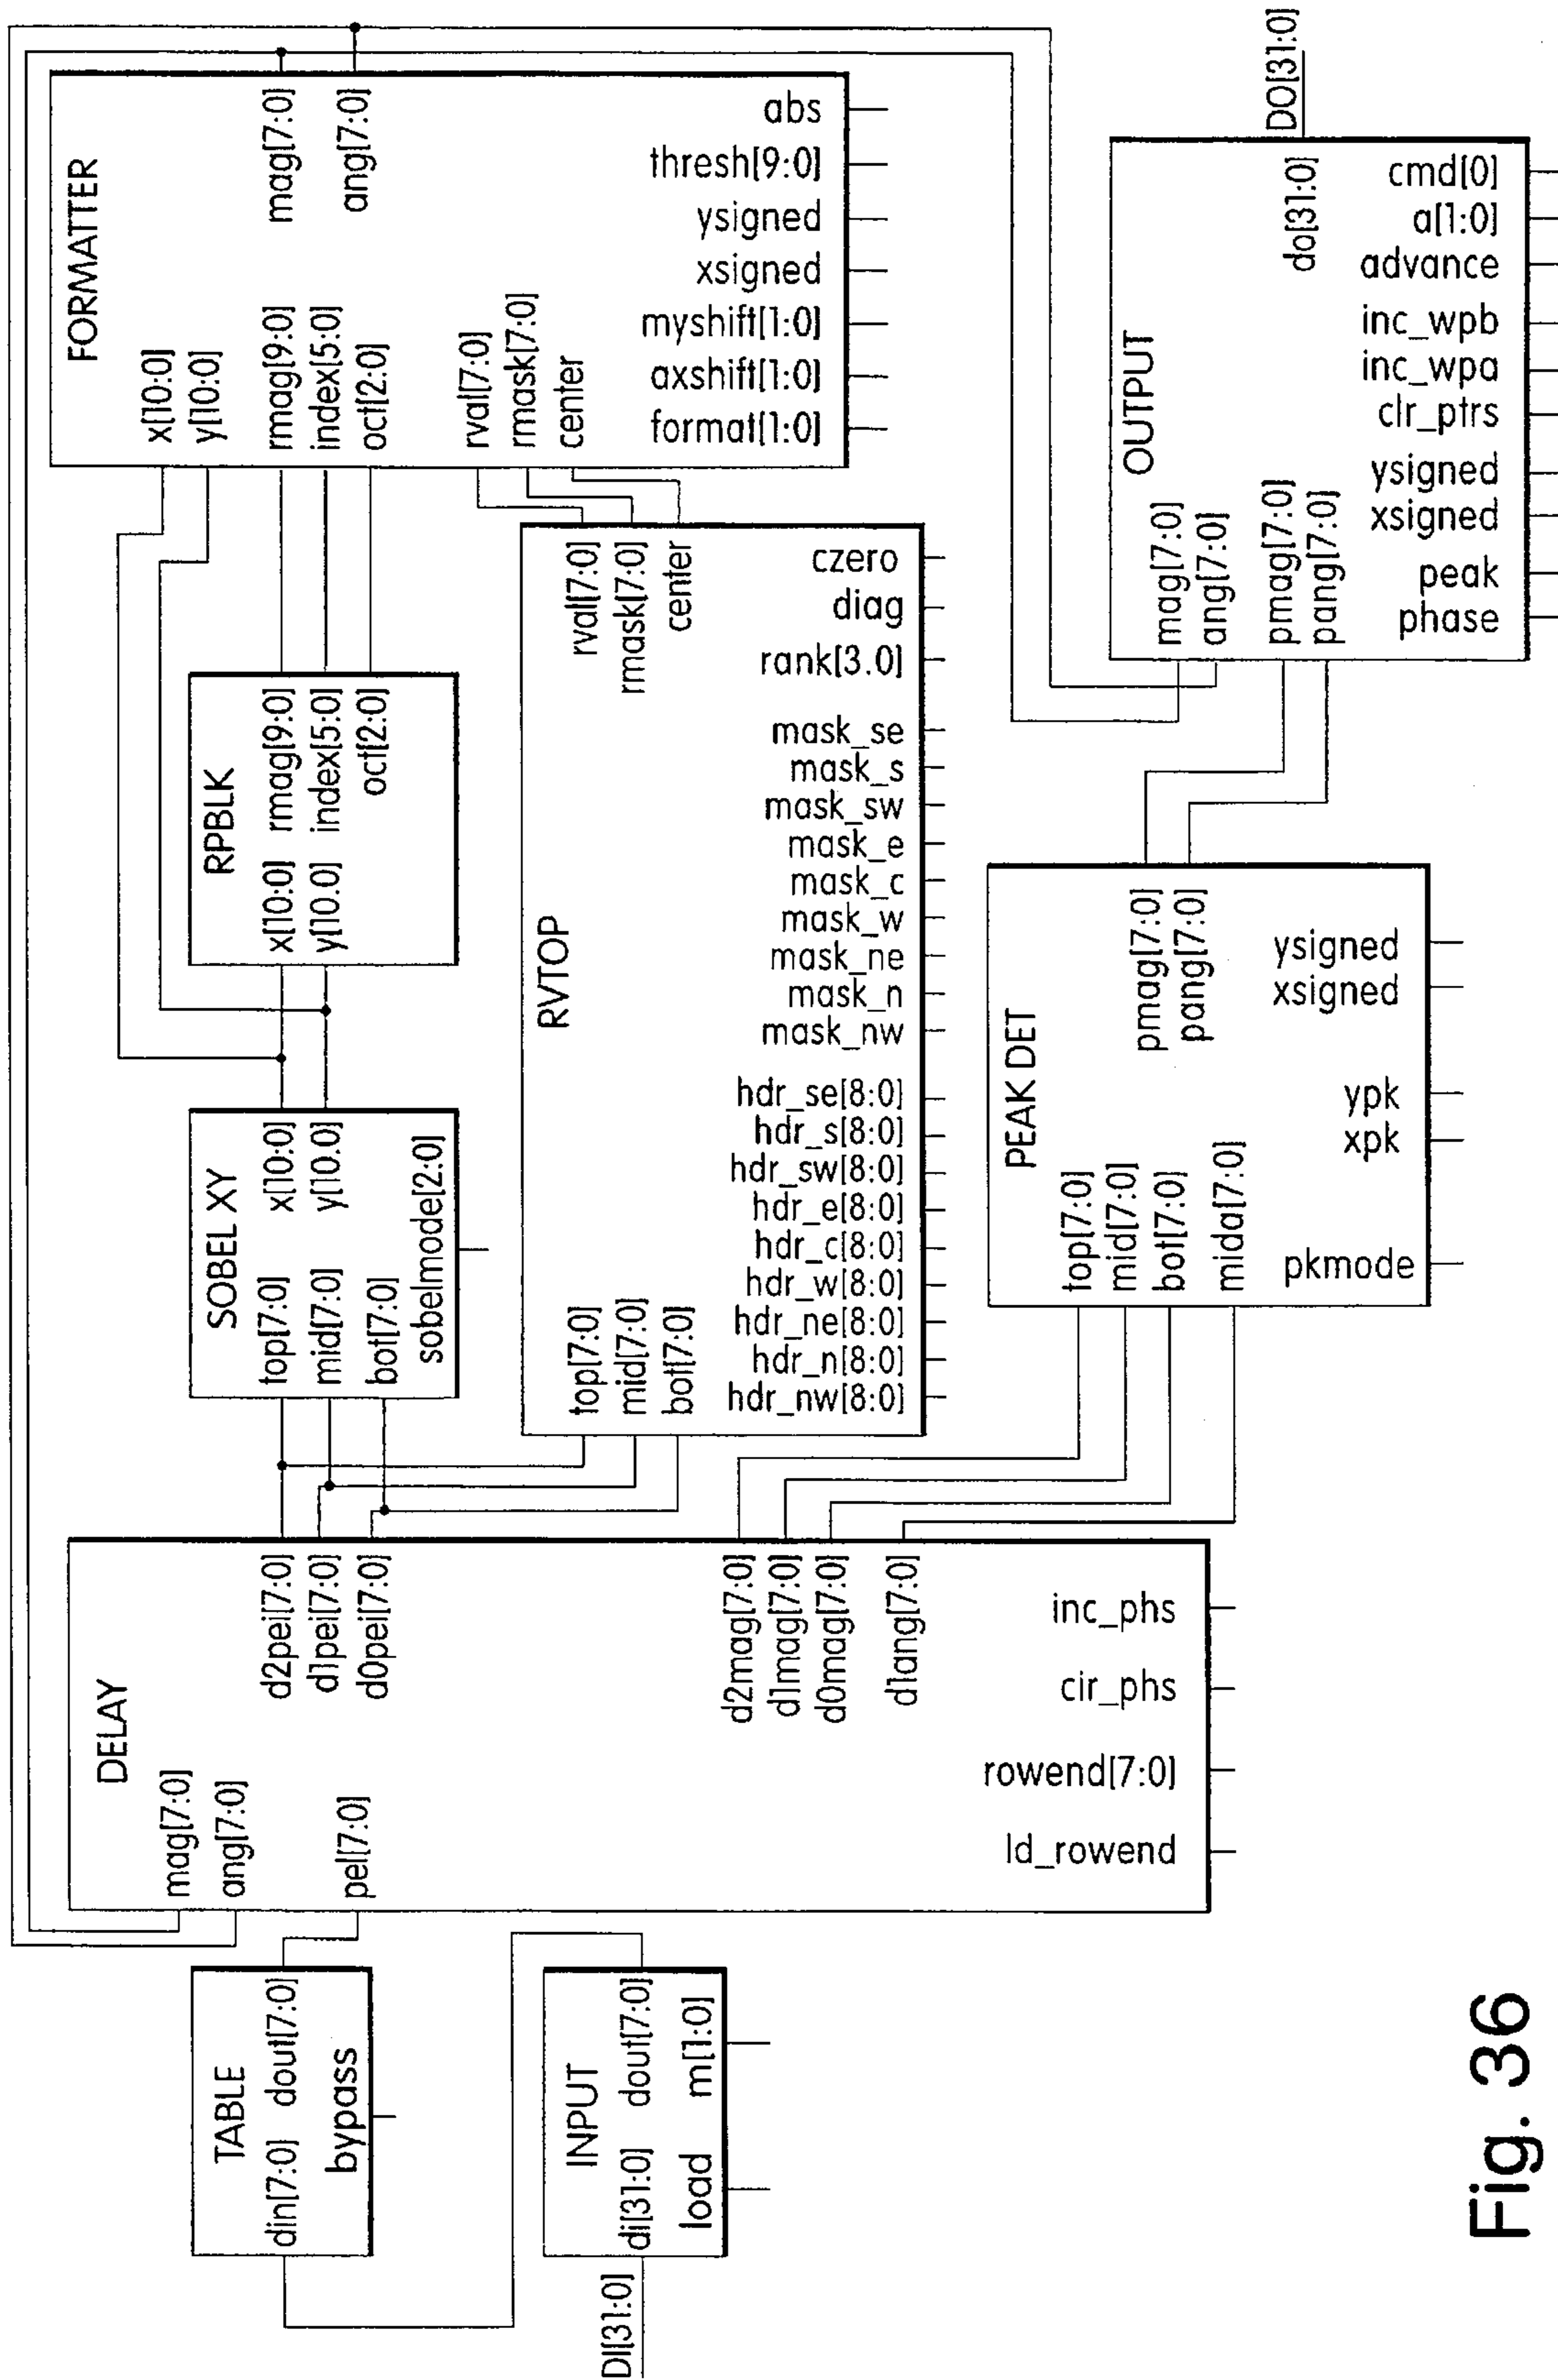 TABLE
din[7:0] dout[7:0]
bypass
INPUT
di[31:0] dout[7:0]
load m[1:0]
DI[31:0]
DELAY
mag[7:0]
ang[7:0]
pel[7:0]
d2pei[7:0]
d1pei[7:0]
d0pei[7:0]
d2mag[7:0]
d1mag[7:0]
d0mag[7:0]
d1ang[7:0]
ld_rowend
rowend[7:0]
cir_phs
inc_phs
SOBEL XY
top[7:0] x[10:0]
mid[7:0] y[10:0]
bot[7:0]
sobelmode[2:0]
RPBLK
x[10:0] rmag[9:0]
y[10.0] index[5:0]
oct[2:0]
FORMATTER
x[10:0]
y[10:0]
rmag[9:0] mag[7:0]
index[5:0]
oct[2:0] ang[7:0]
rval[7:0]
rmask[7:0]
center
format[1:0]
axshift[1:0]
myshift[1:0]
xsigned
ysigned
thresh[9:0]
abs
RVTOP
top[7:0] rval[7:0]
mid[7:0] rmask[7:0]
bot[7:0] center
hdr_nw[8:0]
hdr_n[8:0]
hdr_ne[8:0]
hdr_w[8:0]
hdr_c[8:0]
hdr_e[8:0]
hdr_sw[8:0]
hdr_s[8:0]
hdr_se[8:0]
mask_nw
mask_n
mask_ne
mask_w
mask_c
mask_e
mask_sw
mask_s
mask_se
rank[3.0]
diag
czero
PEAK DET
top[7:0]
mid[7:0] pmag[7:0]
bot[7:0] pang[7:0]
mida[7:0]
pkmode
xpk
ypk
xsigned
ysigned
OUTPUT
mag[7:0]
ang[7:0]
pmag[7:0] do[31:0]
pang[7:0]
phase
peak
xsigned
ysigned
clr_ptrs
inc_wpa
inc_wpb
advance
a[1:0]
cmd[0]
DO[31:0]
Fig. 36